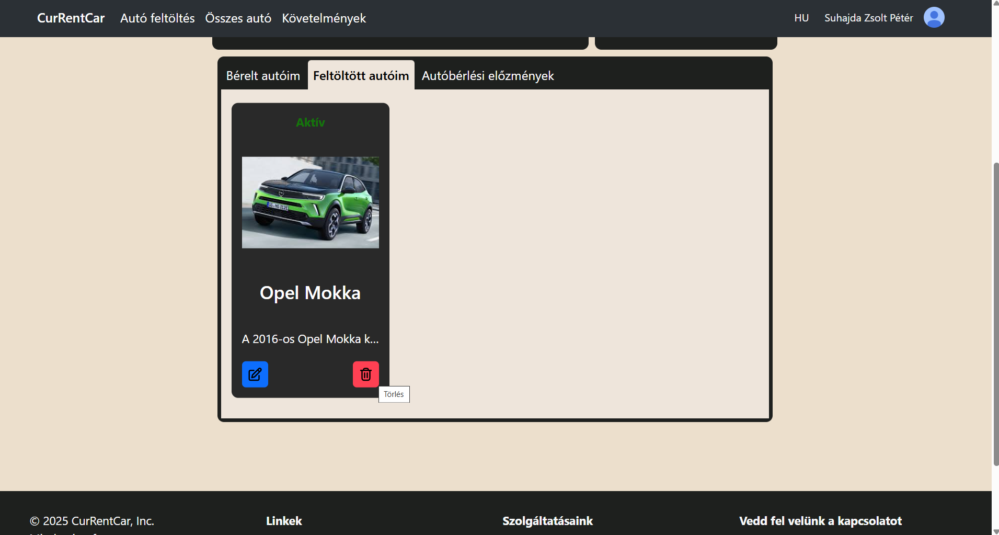 CurRentCar Autó feltöltés Összes autó Követelmények HU Suhajda Zsolt Pétér
Bérelt autóim Feltöltött autóim Autóbérlési előzmények
Aktív
Opel Mokka
A 2016-os Opel Mokka k...
Törlés
© 2025 CurRentCar, Inc. Linkek Szolgáltatásaink Vedd fel velünk a kapcsolatot